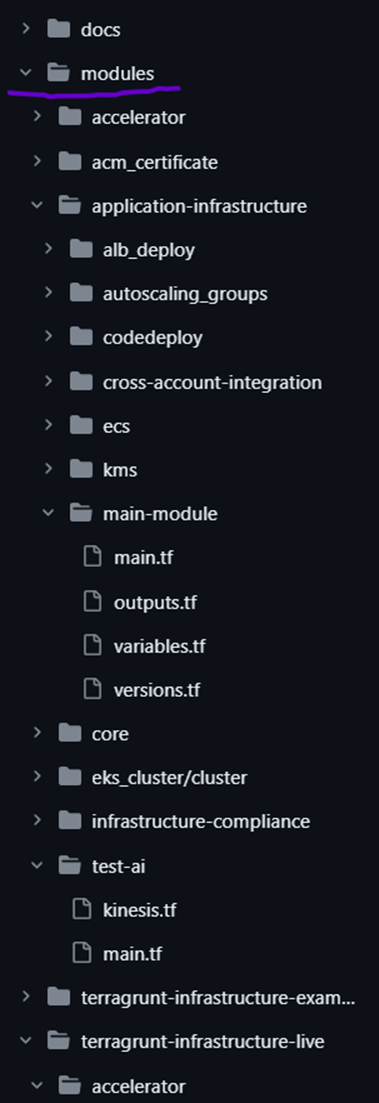 docs
modules
accelerator
acm_certificate
application-infrastructure
alb_deploy
autoscaling_groups
codedeploy
cross-account-integration
ecs
kms
main-module
main.tf
outputs.tf
variables.tf
versions.tf
core
eks_cluster/cluster
infrastructure-compliance
test-ai
kinesis.tf
main.tf
terragrunt-infrastructure-exam...
terragrunt-infrastructure-live
accelerator